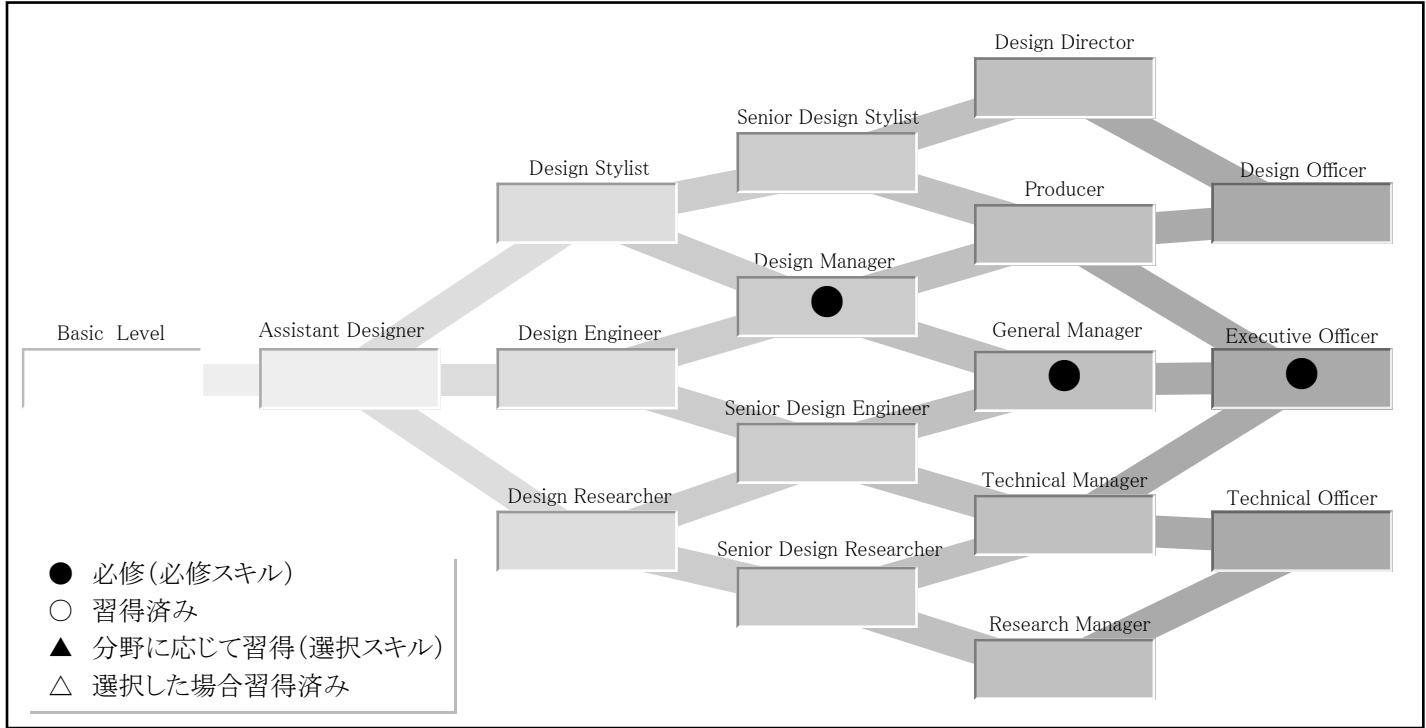 Design Director
Senior Design Stylist
Design Stylist
Design Officer
Producer
Design Manager
Basic Level
Assistant Designer
Design Engineer
General Manager
Executive Officer
Senior Design Engineer
Design Researcher
Technical Manager
Technical Officer
Senior Design Researcher
Research Manager
● 必修(必修スキル)
○ 習得済み
▲ 分野に応じて習得(選択スキル)
△ 選択した場合習得済み